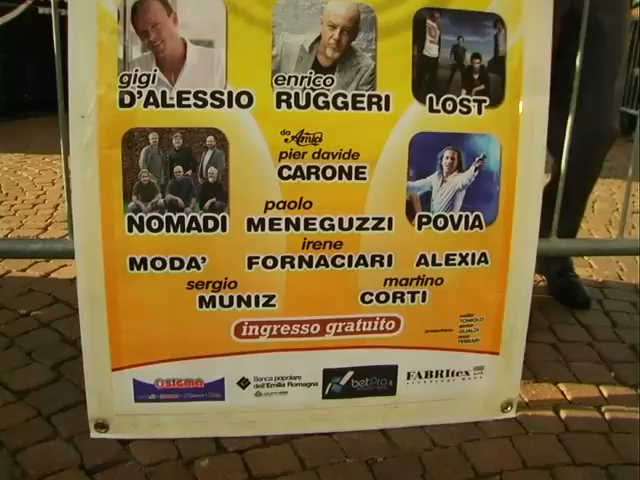 gigi enrico
D'ALESSIO RUGGERI LOST
da Amici
pier davide
CARONE
paolo
NOMADI MENEGUZZI POVIA
irene
MODA' FORNACIARI ALEXIA
sergio martino
MUNIZ CORTI
ingresso gratuito
SIGMA
Banca popolare
dell'Emilia Romagna
betPro
FABRItex